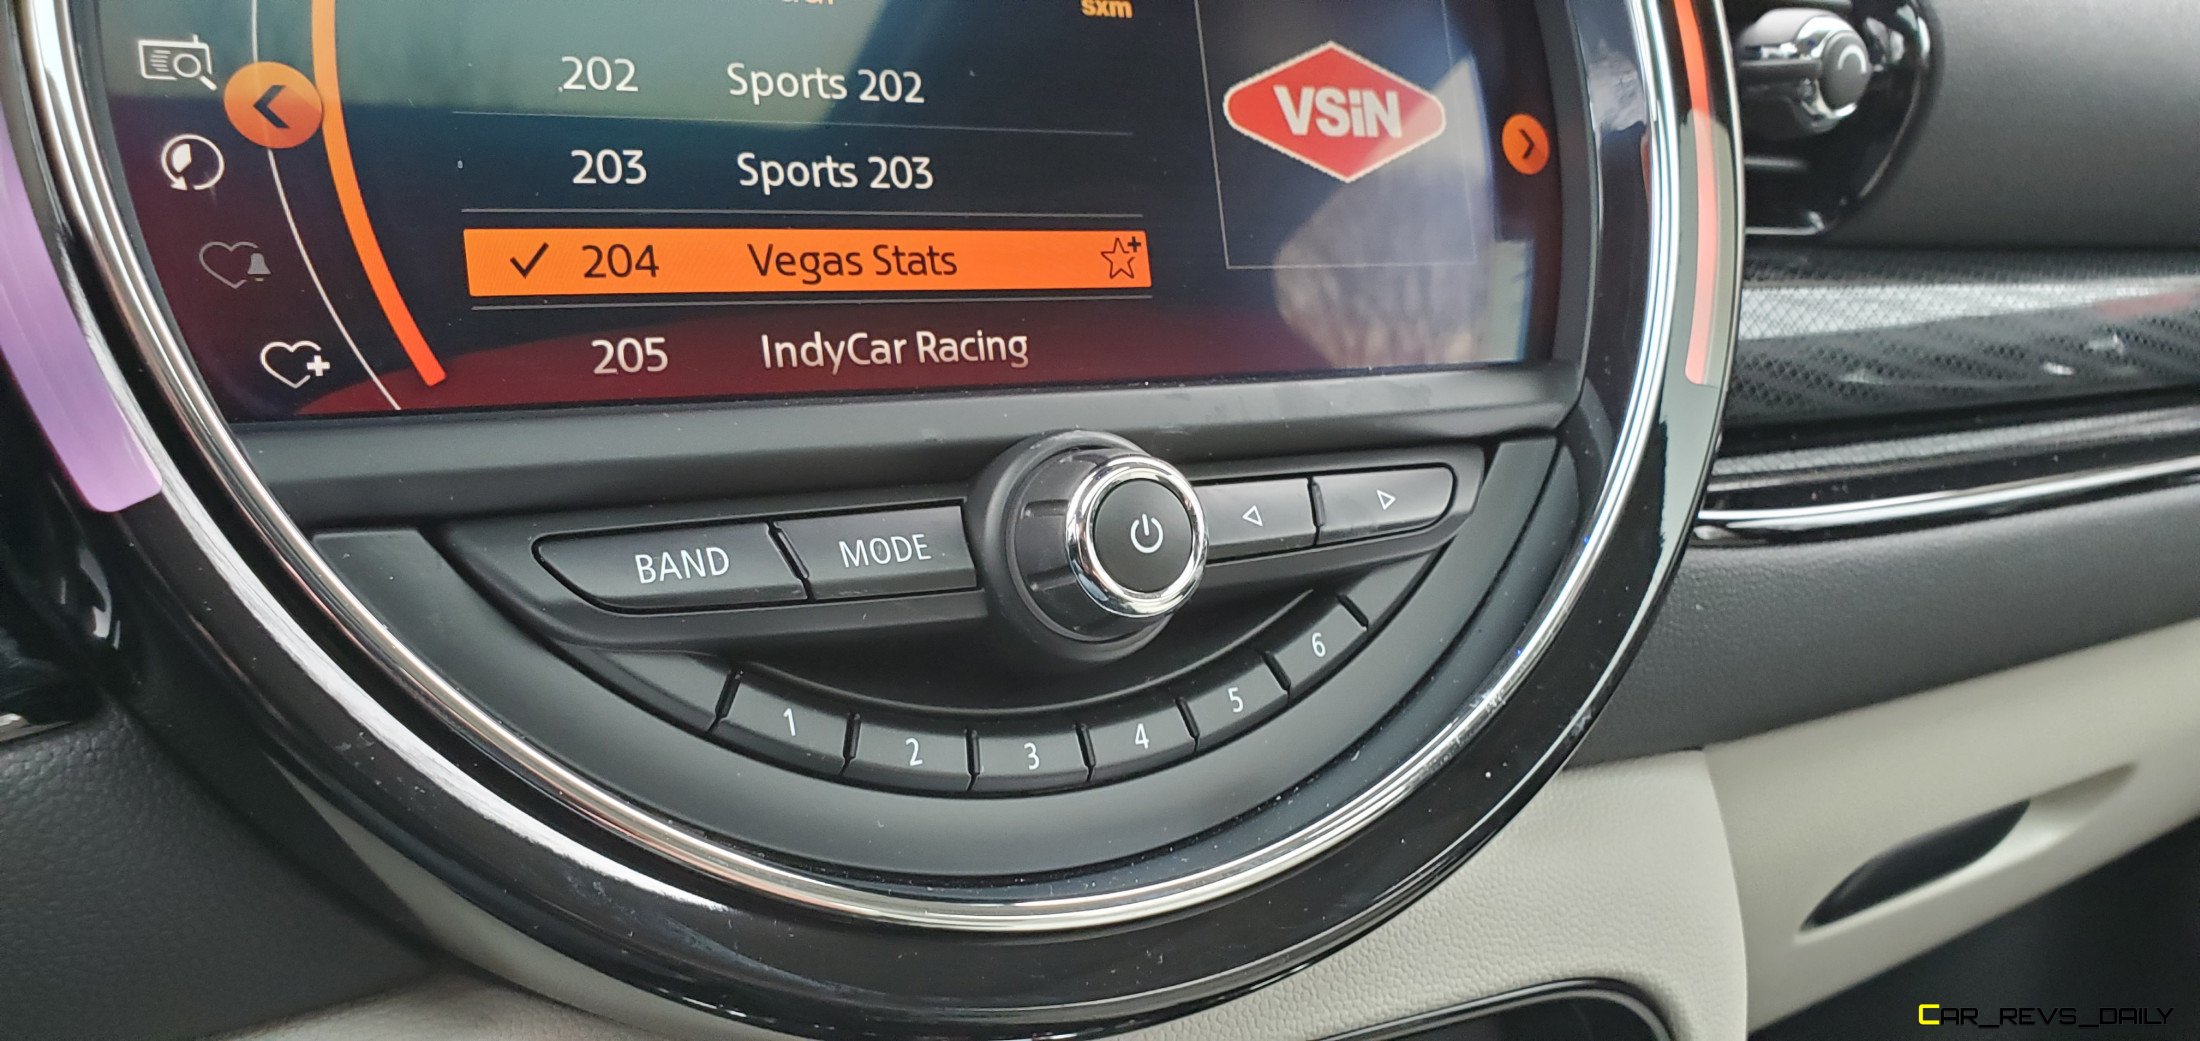 sxm
202 Sports 202
203 Sports 203
VSiN
204 Vegas Stats
205 IndyCar Racing
BAND MODE
1 2 3 4 5 6
CAR_REVS_DAILY